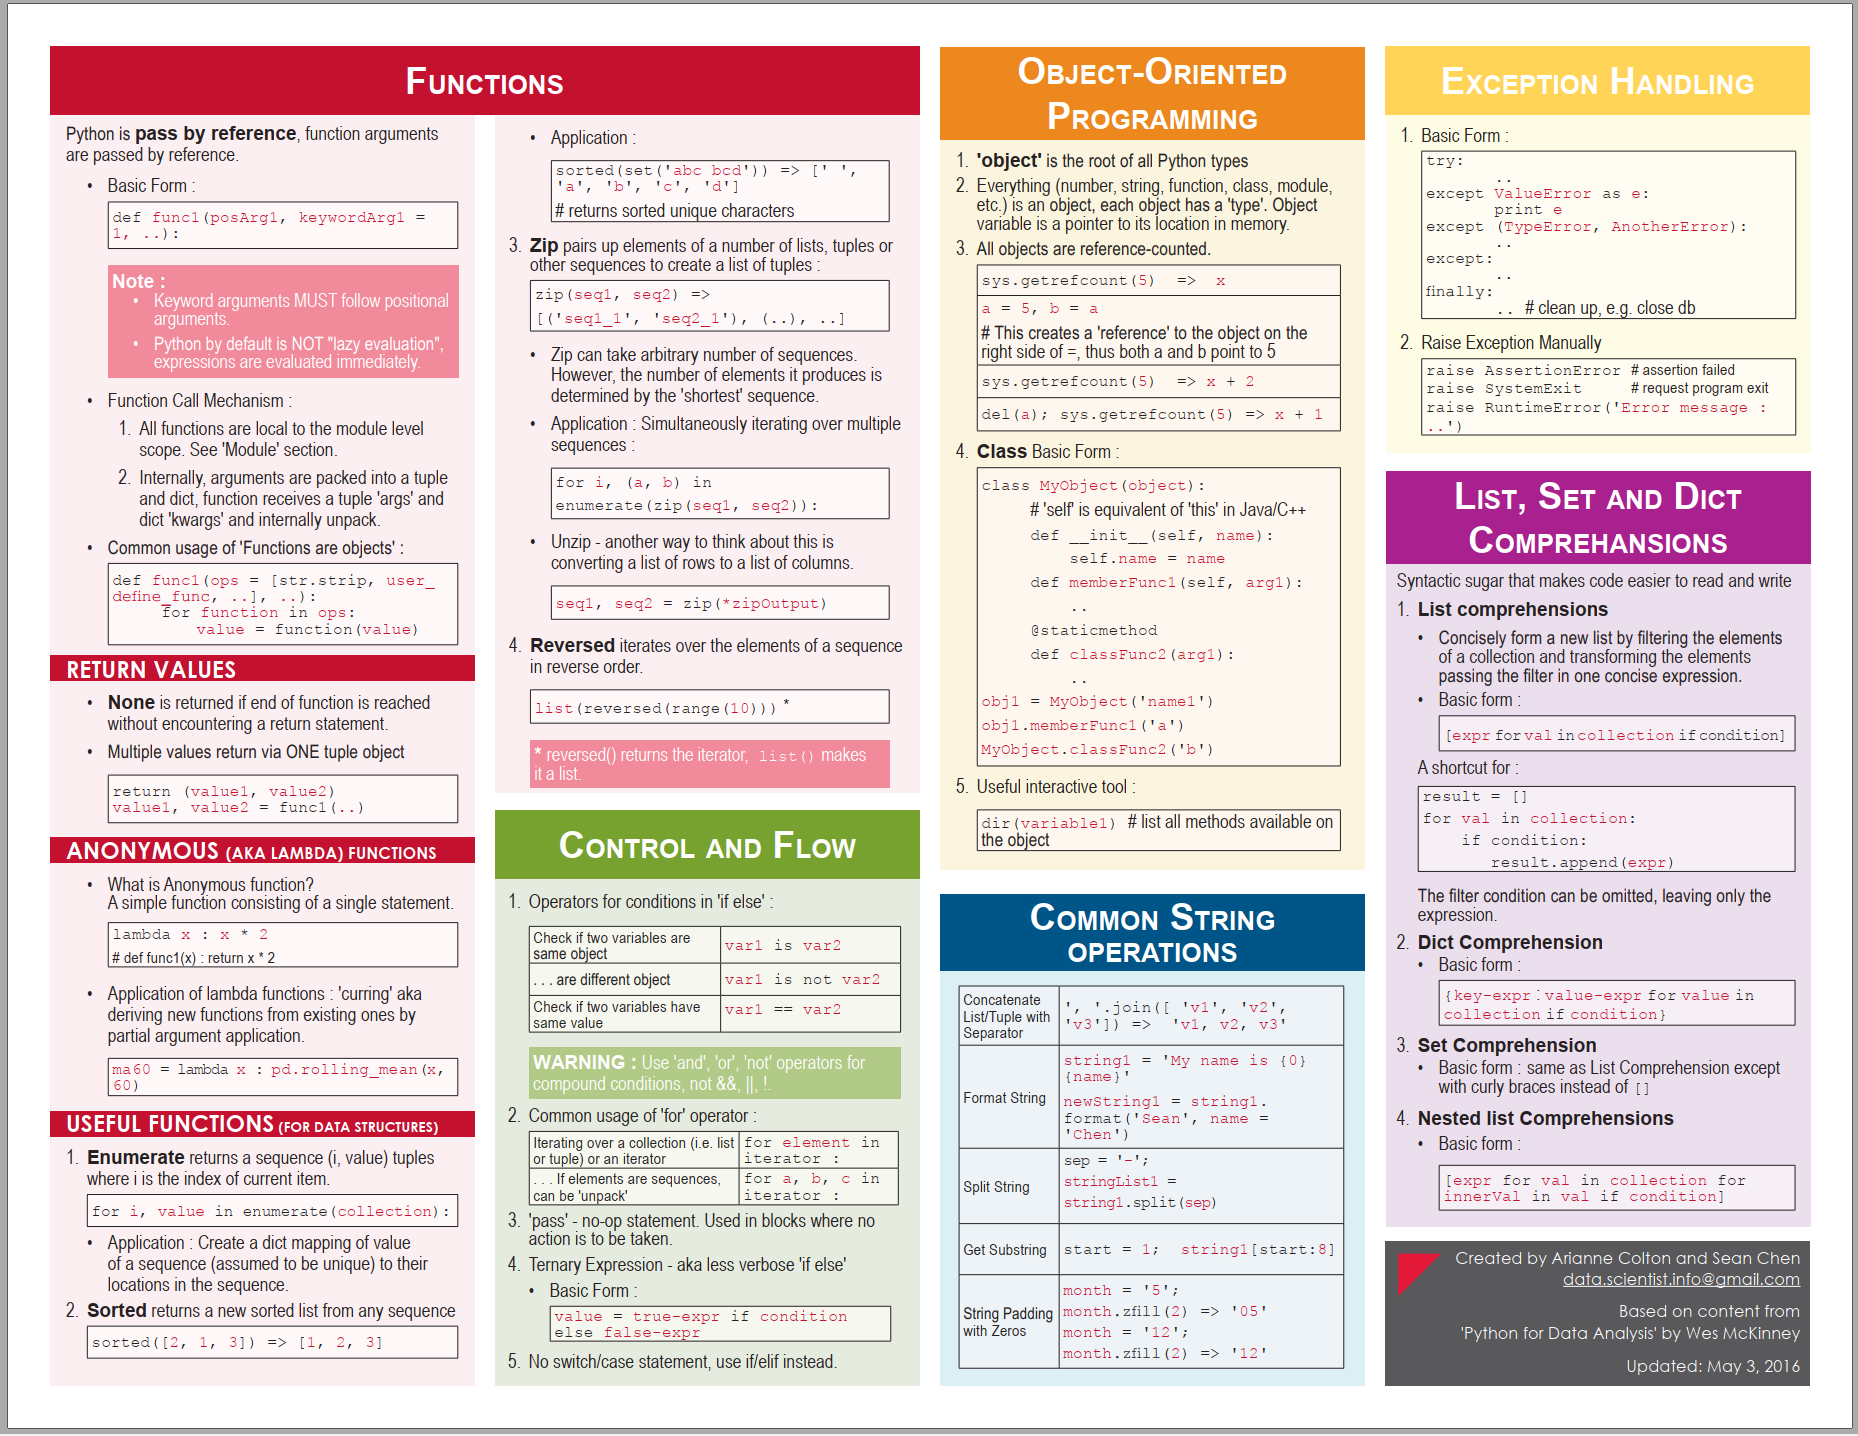 FUNCTIONS
Python is pass by reference, function arguments
are passed by reference.
• Basic Form :
def func1(posArg1, keywordArg1 =
1, ..):
Note :
• Keyword arguments MUST follow positional
arguments.
• Python by default is NOT "lazy evaluation",
expressions are evaluated immediately.
• Function Call Mechanism :
1. All functions are local to the module level
scope. See 'Module' section.
2. Internally, arguments are packed into a tuple
and dict, function receives a tuple 'args' and
dict 'kwargs' and internally unpack.
• Common usage of 'Functions are objects' :
def func1(ops = [str.strip, user_
define_func, ..], ..):
for function in ops:
value = function(value)
RETURN VALUES
• None is returned if end of function is reached
without encountering a return statement.
• Multiple values return via ONE tuple object
return (value1, value2)
value1, value2 = func1(..)
ANONYMOUS (AKA LAMBDA) FUNCTIONS
• What is Anonymous function?
A simple function consisting of a single statement.
lambda x : x * 2
# def func1(x) : return x * 2
• Application of lambda functions : 'curring' aka
deriving new functions from existing ones by
partial argument application.
ma60 = lambda x : pd.rolling_mean(x,
60)
USEFUL FUNCTIONS (FOR DATA STRUCTURES)
1. Enumerate returns a sequence (i, value) tuples
where i is the index of current item.
for i, value in enumerate(collection):
• Application : Create a dict mapping of value
of a sequence (assumed to be unique) to their
locations in the sequence.
2. Sorted returns a new sorted list from any sequence
sorted([2, 1, 3]) => [1, 2, 3]
• Application :
sorted(set('abc bcd')) => [' ',
'a', 'b', 'c', 'd']
# returns sorted unique characters
3. Zip pairs up elements of a number of lists, tuples or
other sequences to create a list of tuples :
zip(seq1, seq2) =>
[('seq1_1', 'seq2_1'), (..), ..]
• Zip can take arbitrary number of sequences.
However, the number of elements it produces is
determined by the 'shortest' sequence.
• Application : Simultaneously iterating over multiple
sequences :
for i, (a, b) in
enumerate(zip(seq1, seq2)):
• Unzip - another way to think about this is
converting a list of rows to a list of columns.
seq1, seq2 = zip(*zipOutput)
4. Reversed iterates over the elements of a sequence
in reverse order.
list(reversed(range(10))) *
* reversed() returns the iterator, list() makes
it a list.
CONTROL AND FLOW
1. Operators for conditions in 'if else' :
Check if two variables are
same object
var1 is var2
. . . are different object
var1 is not var2
Check if two variables have
same value
var1 == var2
WARNING : Use 'and', 'or', 'not' operators for
compound conditions, not &&, ||, !.
2. Common usage of 'for' operator :
Iterating over a collection (i.e. list
or tuple) or an iterator
for element in
iterator :
. . . If elements are sequences,
can be 'unpack'
for a, b, c in
iterator :
3. 'pass' - no-op statement. Used in blocks where no
action is to be taken.
4. Ternary Expression - aka less verbose 'if else'
• Basic Form :
value = true-expr if condition
else false-expr
5. No switch/case statement, use if/elif instead.
OBJECT-ORIENTED
PROGRAMMING
1. 'object' is the root of all Python types
2. Everything (number, string, function, class, module,
etc.) is an object, each object has a 'type'. Object
variable is a pointer to its location in memory.
3. All objects are reference-counted.
sys.getrefcount(5) => x
a = 5, b = a
# This creates a 'reference' to the object on the
right side of =, thus both a and b point to 5
sys.getrefcount(5) => x + 2
del(a); sys.getrefcount(5) => x + 1
4. Class Basic Form :
class MyObject(object):
# 'self' is equivalent of 'this' in Java/C++
def __init__(self, name):
self.name = name
def memberFunc1(self, arg1):
..
@staticmethod
def classFunc2(arg1):
..
obj1 = MyObject('name1')
obj1.memberFunc1('a')
MyObject.classFunc2('b')
5. Useful interactive tool :
dir(variable1) # list all methods available on
the object
COMMON STRING
OPERATIONS
Concatenate
List/Tuple with
Separator
', '.join([ 'v1', 'v2',
'v3']) => 'v1, v2, v3'
Format String
string1 = 'My name is {0}
{name}'
newString1 = string1.
format('Sean', name =
'Chen')
Split String
sep = '-';
stringList1 =
string1.split(sep)
Get Substring
start = 1; string1[start:8]
String Padding
with Zeros
month = '5';
month.zfill(2) => '05'
month = '12';
month.zfill(2) => '12'
EXCEPTION HANDLING
1. Basic Form :
try:
..
except ValueError as e:
print e
except (TypeError, AnotherError):
..
except:
..
finally:
.. # clean up, e.g. close db
2. Raise Exception Manually
raise AssertionError # assertion failed
raise SystemExit # request program exit
raise RuntimeError('Error message :
..')
LIST, SET AND DICT
COMPREHANSIONS
Syntactic sugar that makes code easier to read and write
1. List comprehensions
• Concisely form a new list by filtering the elements
of a collection and transforming the elements
passing the filter in one concise expression.
• Basic form :
[expr for val in collection if condition]
A shortcut for :
result = []
for val in collection:
if condition:
result.append(expr)
The filter condition can be omitted, leaving only the
expression.
2. Dict Comprehension
• Basic form :
{key-expr : value-expr for value in
collection if condition}
3. Set Comprehension
• Basic form : same as List Comprehension except
with curly braces instead of []
4. Nested list Comprehensions
• Basic form :
[expr for val in collection for
innerVal in val if condition]
Created by Arianne Colton and Sean Chen
data.scientist.info@gmail.com
Based on content from
'Python for Data Analysis' by Wes McKinney
Updated: May 3, 2016